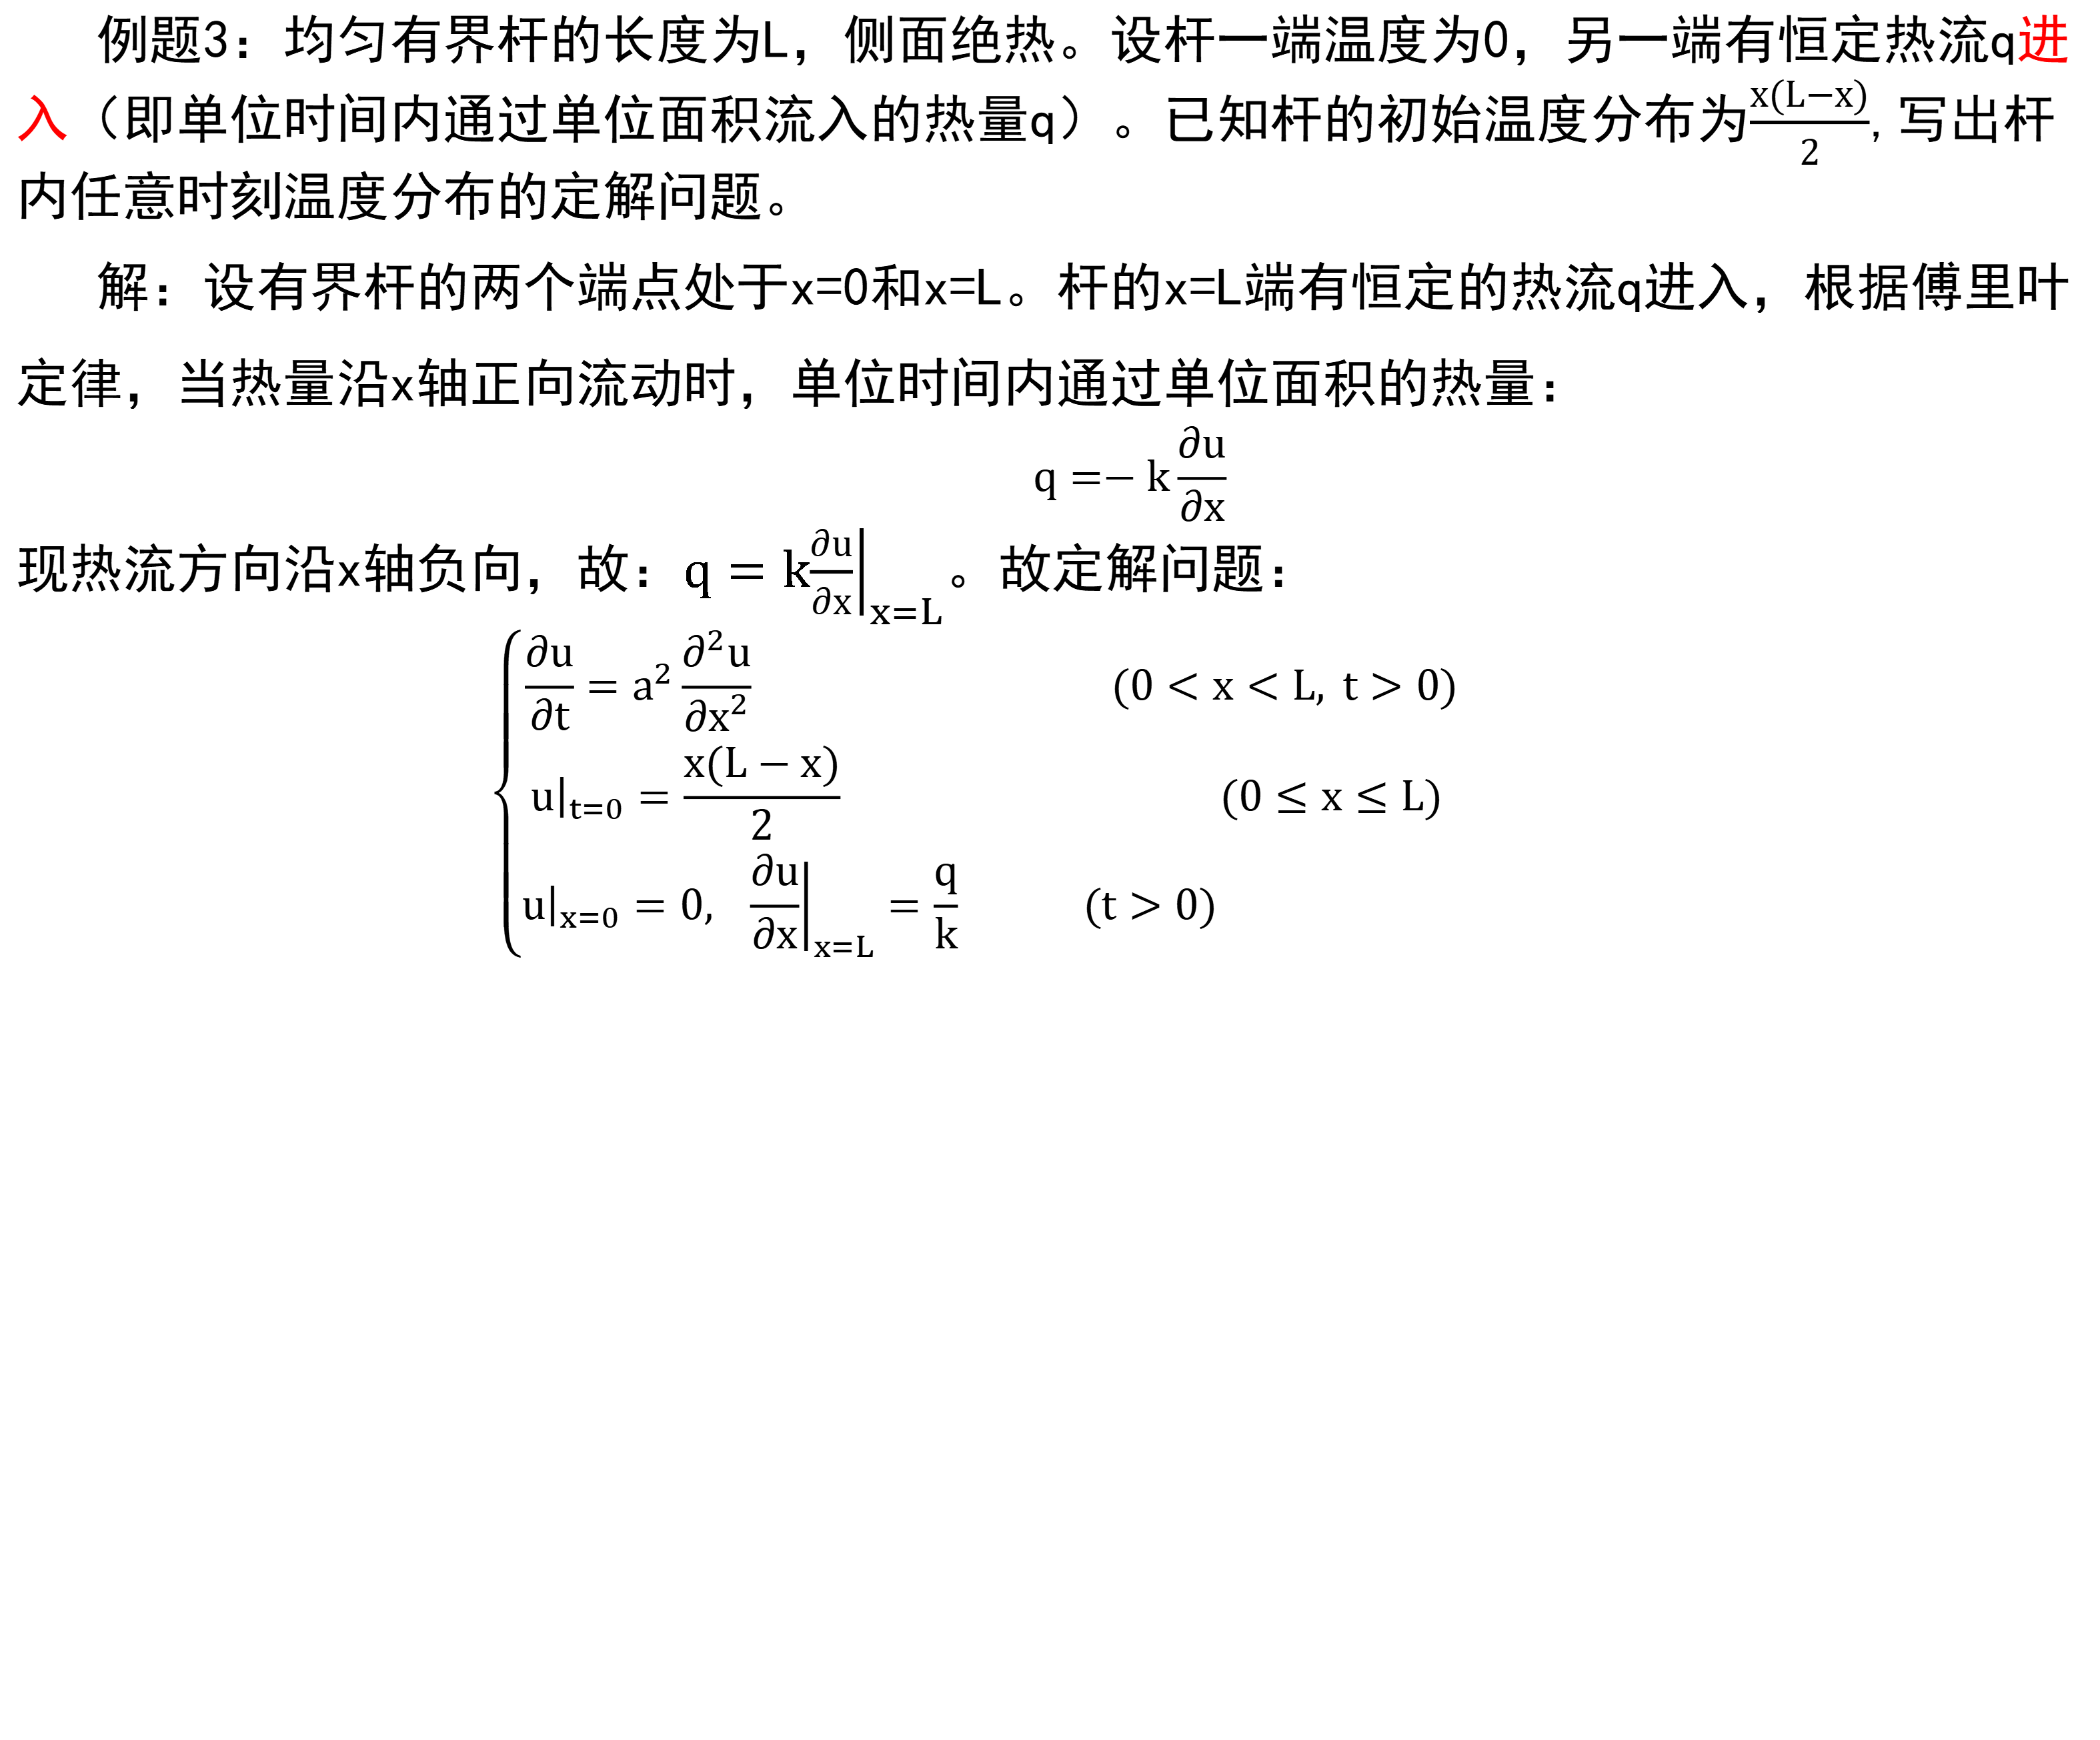 例题3：均匀有界杆的长度为L，侧面绝热。设杆一端温度为0，另一端有恒定热流q进
入（即单位时间内通过单位面积流入的热量q）。已知杆的初始温度分布为\frac{x(L−x)}{2}, 写出杆
内任意时刻温度分布的定解问题。
解：设有界杆的两个端点处于x=0和x=L。杆的x=L端有恒定的热流q进入，根据傅里叶
定律，当热量沿x轴正向流动时，单位时间内通过单位面积的热量：
q =− k \frac{∂u}{∂x}
现热流方向沿x轴负向，故：q = k\frac{∂u}{∂x}|_{x=L}。故定解问题：
\frac{∂u}{∂t} = a² \frac{∂²u}{∂x²} (0 < x < L, t > 0)
u|_{t=0} = \frac{x(L − x)}{2} (0 ≤ x ≤ L)
u|_{x=0} = 0, \frac{∂u}{∂x}|_{x=L} = \frac{q}{k} (t > 0)